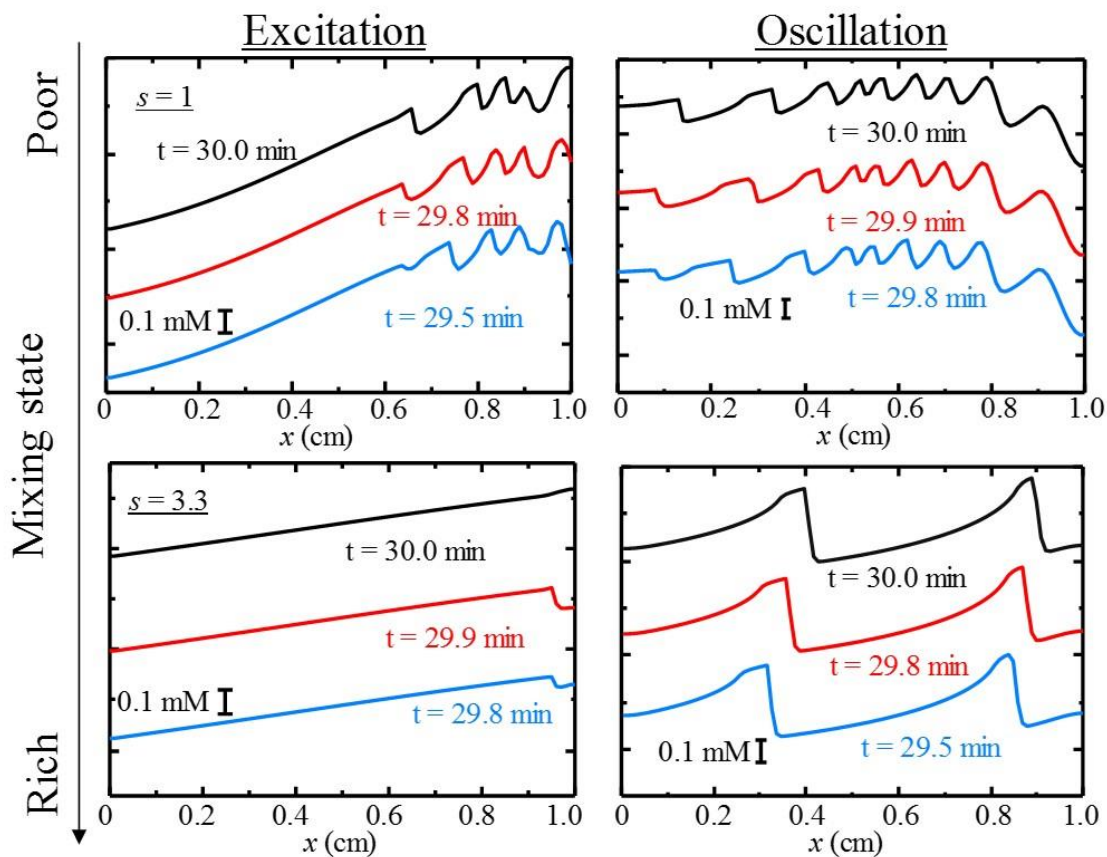 Excitation
Oscillation
Poor
Mixing state
Rich
s = 1
t = 30.0 min
t = 29.8 min
t = 29.5 min
0.1 mM
0 0.2 0.4 0.6 0.8 1.0
x (cm)
t = 30.0 min
t = 29.9 min
t = 29.8 min
0.1 mM
0 0.2 0.4 0.6 0.8 1.0
x (cm)
s = 3.3
t = 30.0 min
t = 29.9 min
t = 29.8 min
0.1 mM
0 0.2 0.4 0.6 0.8 1.0
x (cm)
t = 30.0 min
t = 29.8 min
t = 29.5 min
0.1 mM
0 0.2 0.4 0.6 0.8 1.0
x (cm)